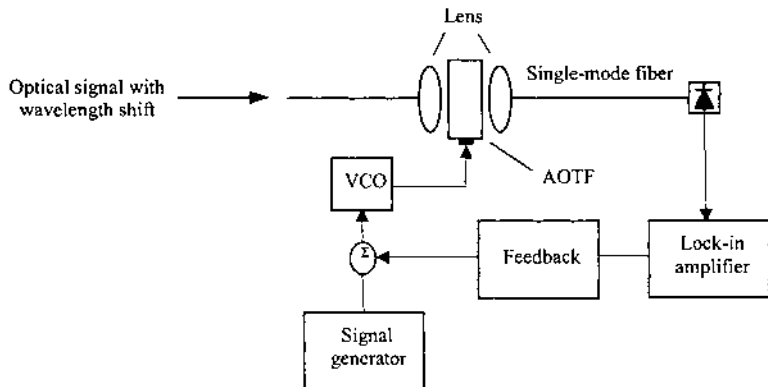 Lens
Optical signal with
wavelength shift
Single-mode fiber
AOTF
VCO
Σ
Feedback
Lock-in
amplifier
Signal
generator